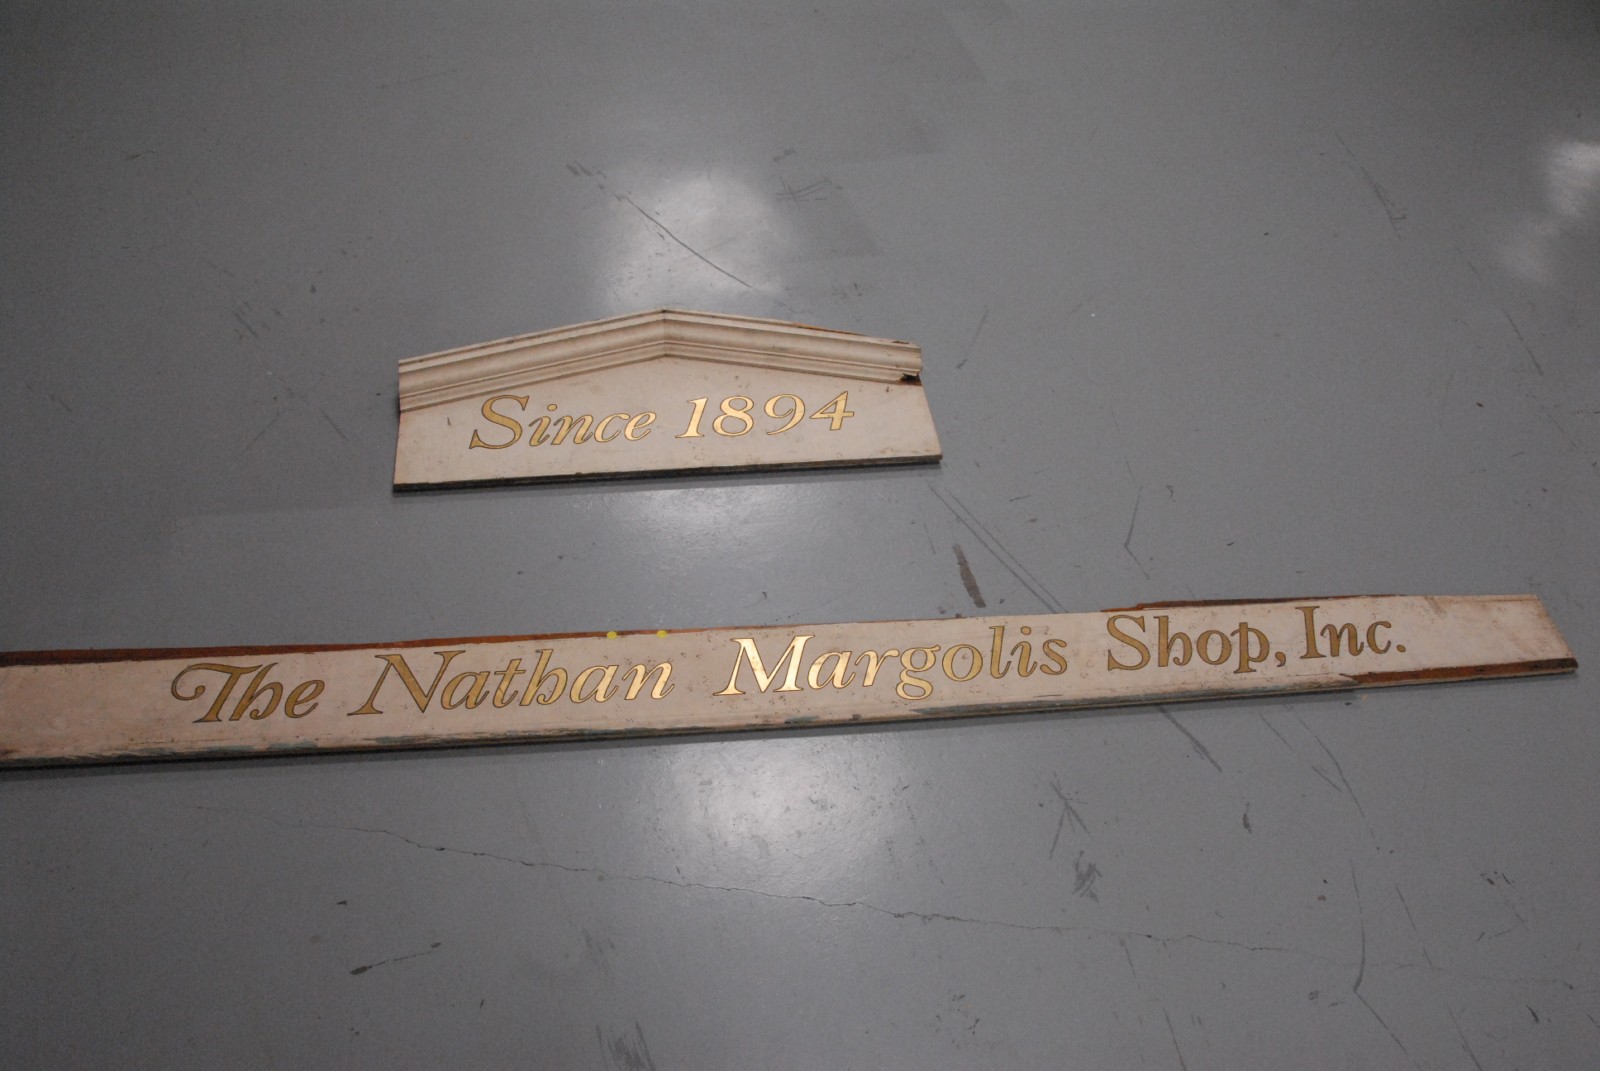 Since 1894
The Nathan Margolis Shop, Inc.